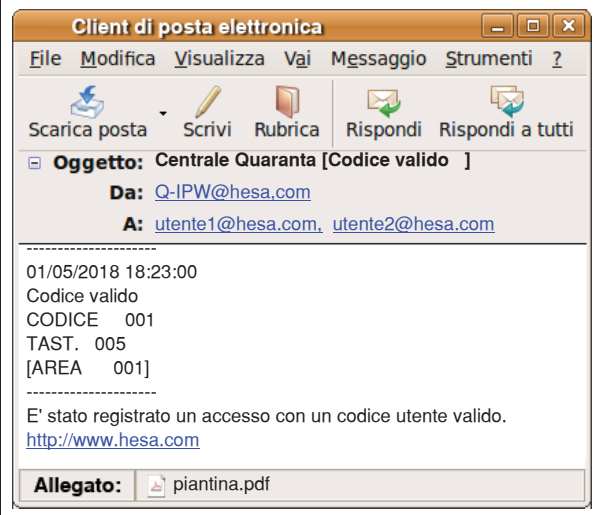 Client di posta elettronica
File Modifica Visualizza Vai Messaggio Strumenti ?
Scarica posta Scrivi Rubrica Rispondi Rispondi a tutti
Oggetto: Centrale Quaranta [Codice valido ]
Da: Q-IPW@hesa,com
A: utente1@hesa.com, utente2@hesa.com
---------------------
01/05/2018 18:23:00
Codice valido
CODICE 001
TAST. 005
[AREA 001]
---------------------
E' stato registrato un accesso con un codice utente valido.
http://www.hesa.com
Allegato: piantina.pdf